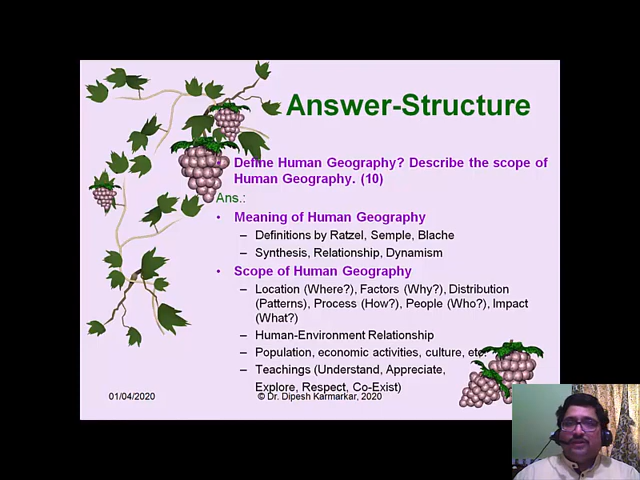 Answer-Structure
• Define Human Geography? Describe the scope of
Human Geography. (10)
Ans.:
• Meaning of Human Geography
– Definitions by Ratzel, Semple, Blache
– Synthesis, Relationship, Dynamism
• Scope of Human Geography
– Location (Where?), Factors (Why?), Distribution
(Patterns), Process (How?), People (Who?), Impact
(What?)
– Human-Environment Relationship
– Population, economic activities, culture, etc.
– Teachings (Understand, Appreciate,
Explore, Respect, Co-Exist)
01/04/2020
© Dr. Dipesh Karmarkar, 2020